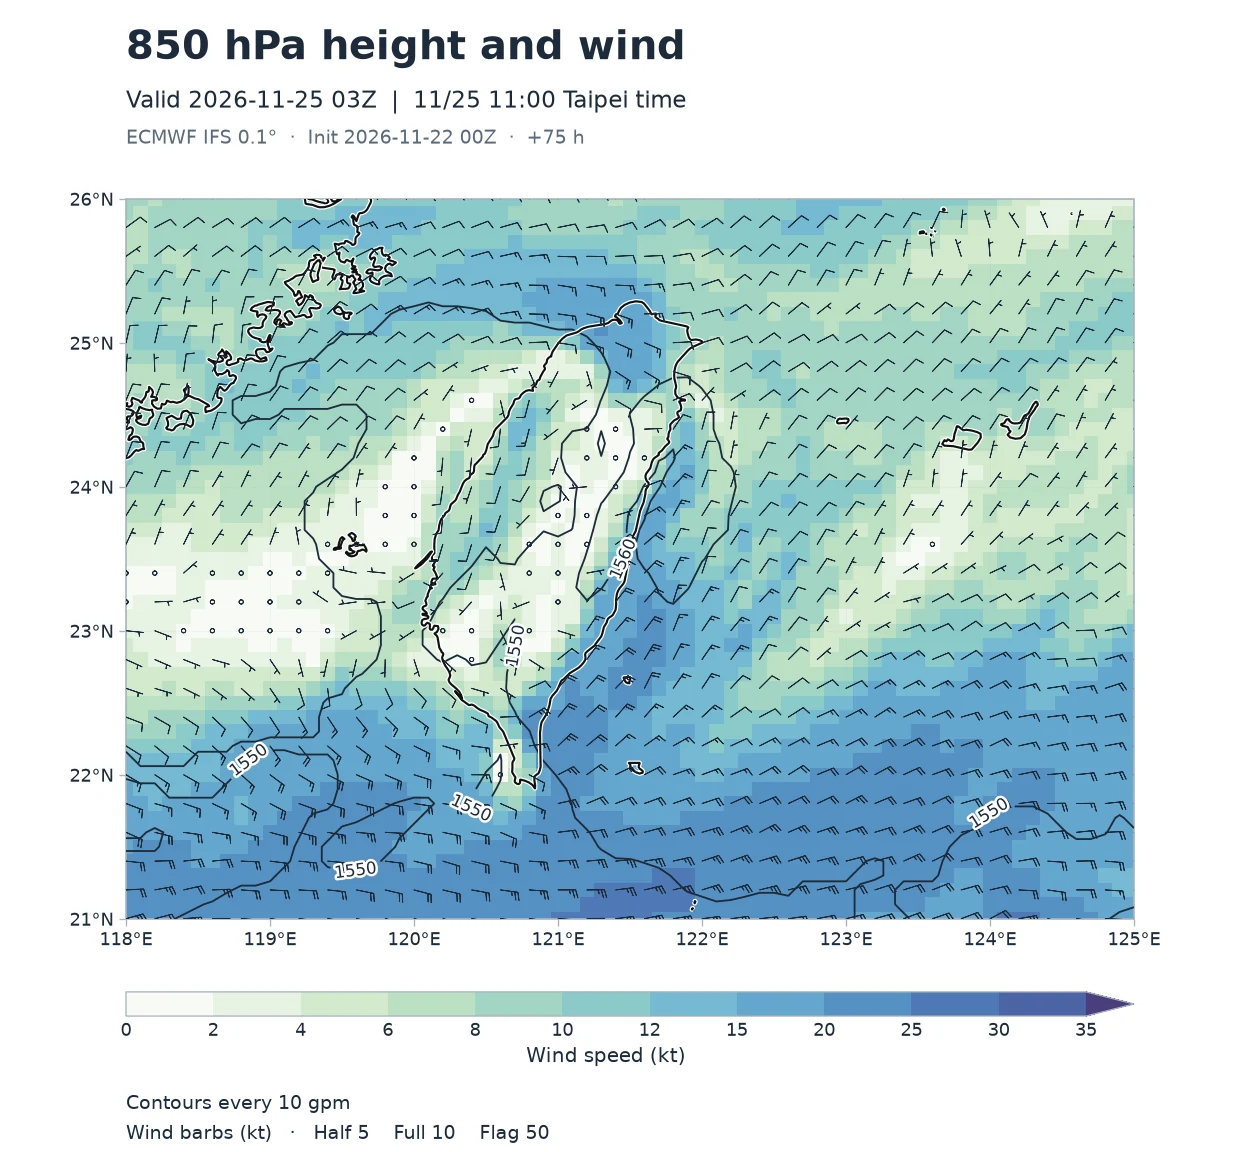 850 hPa height and wind
Valid 2026-11-25 03Z | 11/25 11:00 Taipei time
ECMWF IFS 0.1° · Init 2026-11-22 00Z · +75 h
26°N
25°N
24°N
1560
23°N
1550
1550
22°N
1550
1550
1550
21°N
118°E 119°E 120°E 121°E 122°E 123°E 124°E 125°E
0 2 4 6 8 10 12 15 20 25 30 35
Wind speed (kt)
Contours every 10 gpm
Wind barbs (kt) · Half 5 Full 10 Flag 50